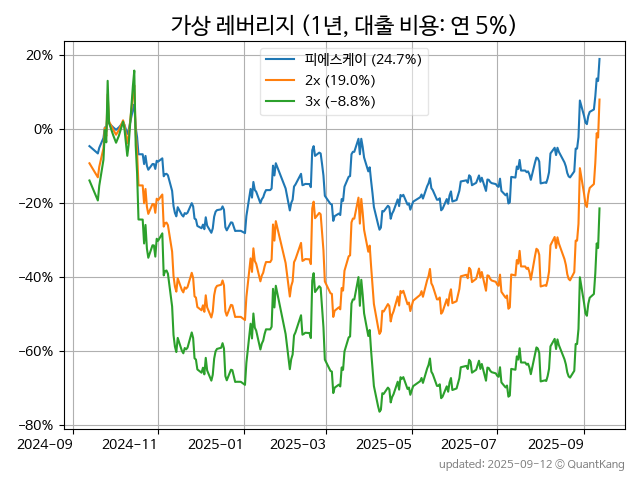 가상 레버리지 (1년, 대출 비용: 연 5%)
피에스케이 (24.7%)
2x (19.0%)
3x (−8.8%)
20%
0%
−20%
−40%
−60%
−80%
2024-09 2024-11 2025-01 2025-03 2025-05 2025-07 2025-09
updated: 2025-09-12 © QuantKang